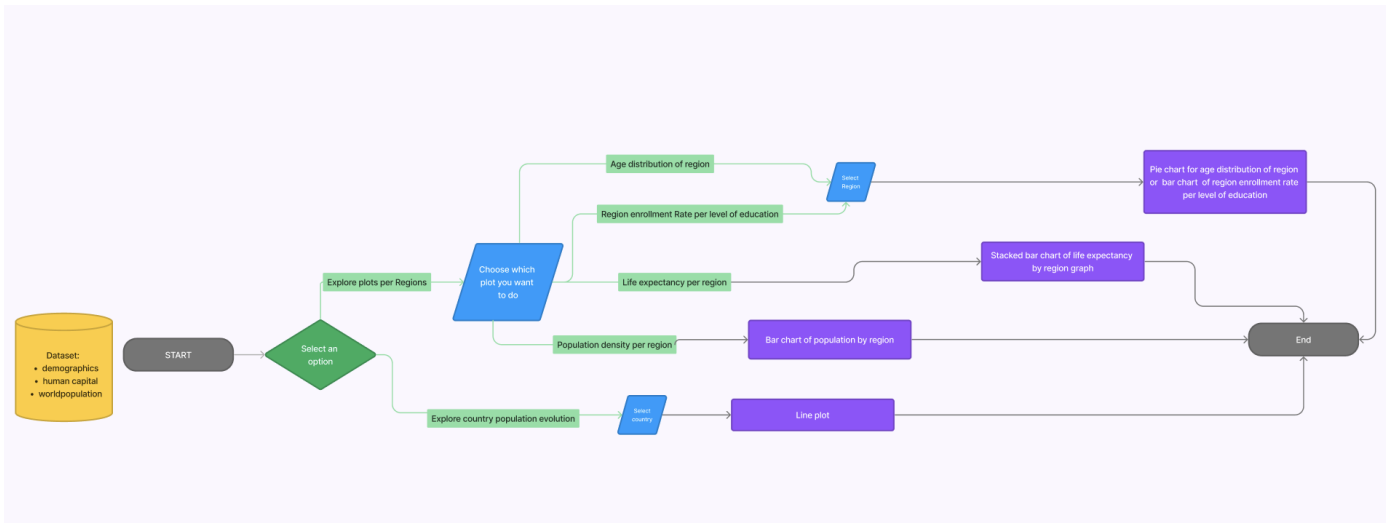 Dataset:
• demographics
• human capital
• worldpopulation
START
Select an
option
Explore plots per Regions
Choose which
plot you want
to do
Age distribution of region
Select
Region
Pie chart for age distribution of region
or bar chart of region enrollment rate
per level of education
Region enrollment Rate per level of education
Life expectancy per region
Stacked bar chart of life expectancy
by region graph
Population density per region
Bar chart of population by region
End
Explore country population evolution
Select
country
Line plot